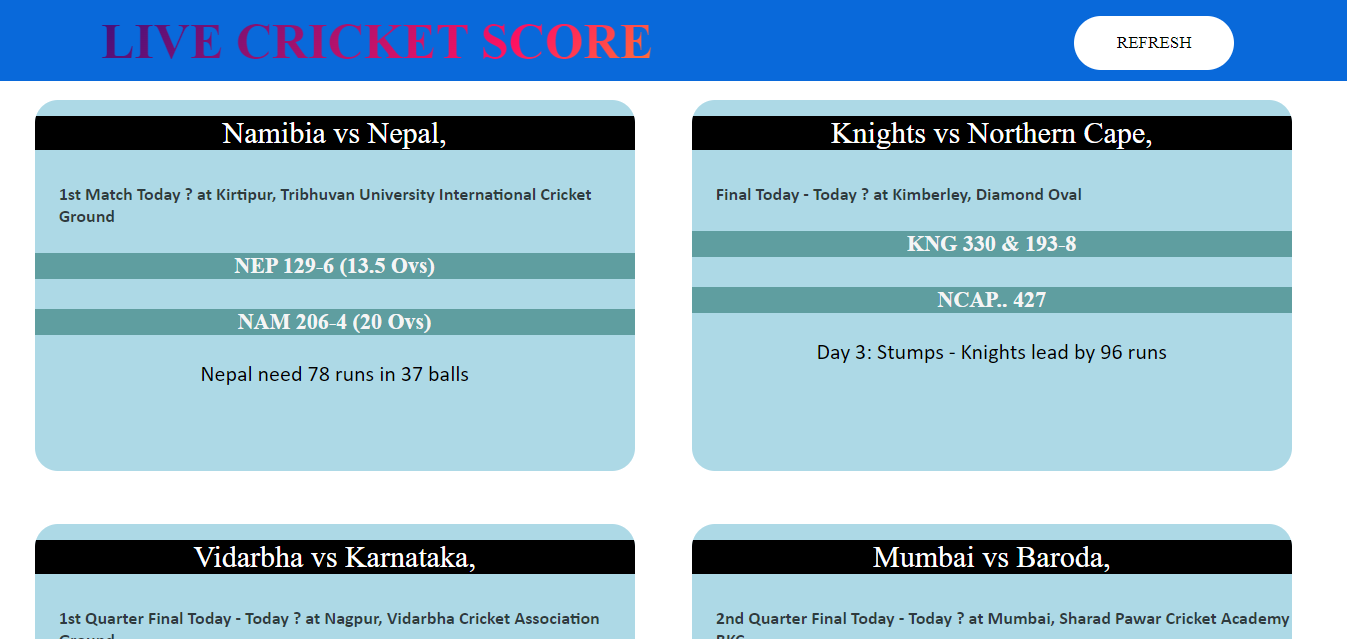 LIVE CRICKET SCORE
REFRESH
Namibia vs Nepal,
1st Match Today ? at Kirtipur, Tribhuvan University International Cricket
Ground
NEP 129-6 (13.5 Ovs)
NAM 206-4 (20 Ovs)
Nepal need 78 runs in 37 balls
Knights vs Northern Cape,
Final Today - Today ? at Kimberley, Diamond Oval
KNG 330 & 193-8
NCAP.. 427
Day 3: Stumps - Knights lead by 96 runs
Vidarbha vs Karnataka,
1st Quarter Final Today - Today ? at Nagpur, Vidarbha Cricket Association
Ground
Mumbai vs Baroda,
2nd Quarter Final Today - Today ? at Mumbai, Sharad Pawar Cricket Academy
BKC